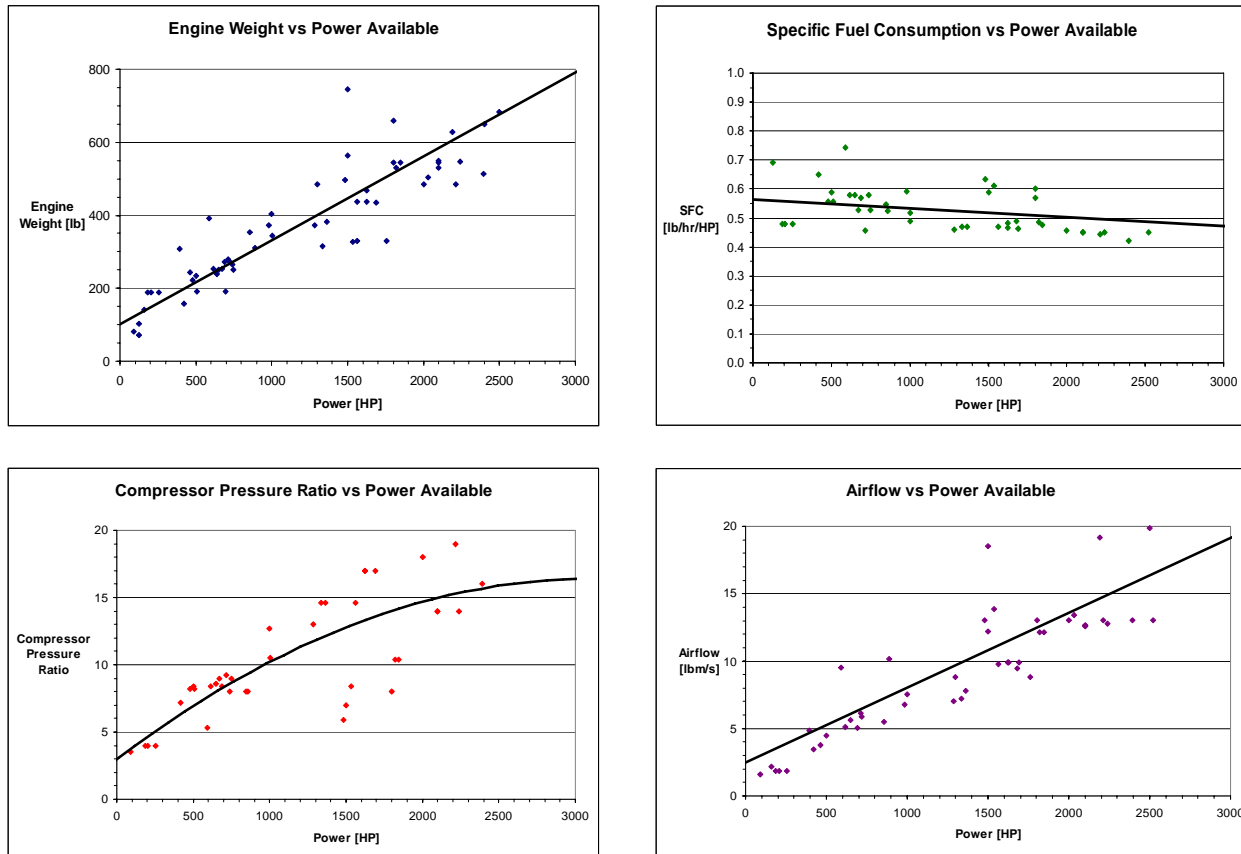 Engine Weight vs Power Available
800
600
400
200
0
Engine
Weight [lb]
0 500 1000 1500 2000 2500 3000
Power [HP]
Specific Fuel Consumption vs Power Available
1.0
0.9
0.8
0.7
0.6
0.5
0.4
0.3
0.2
0.1
0.0
SFC
[lb/hr/HP]
0 500 1000 1500 2000 2500 3000
Power [HP]
Compressor Pressure Ratio vs Power Available
20
15
10
5
0
Compressor
Pressure
Ratio
0 500 1000 1500 2000 2500 3000
Power [HP]
Airflow vs Power Available
20
15
10
5
0
Airflow
[lbm/s]
0 500 1000 1500 2000 2500 3000
Power [HP]